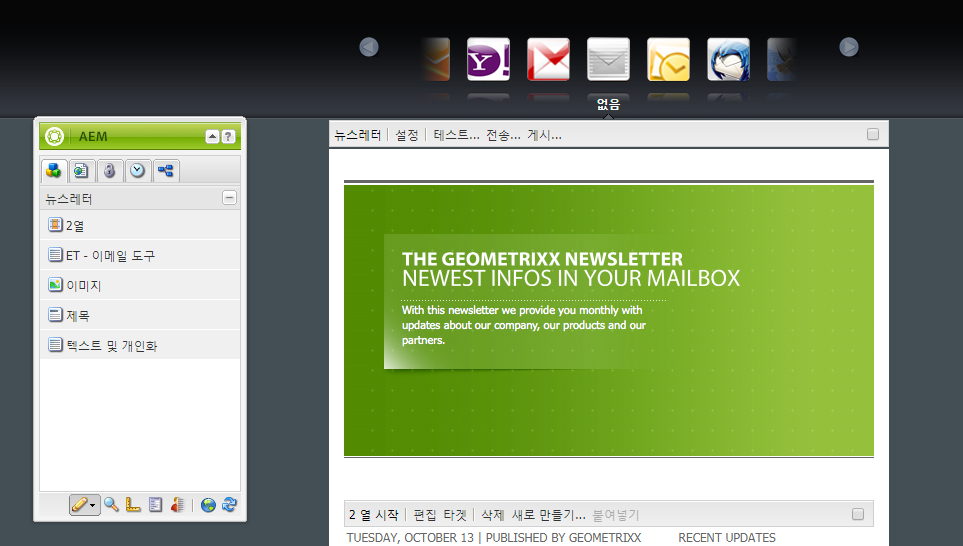 없음
AEM
?
뉴스레터
2열
ET - 이메일 도구
이미지
제목
텍스트 및 개인화
뉴스레터 설정 테스트... 전송... 게시...
THE GEOMETRIXX NEWSLETTER
NEWEST INFOS IN YOUR MAILBOX
With this newsletter we provide you monthly with
updates about our company, our products and our
partners.
2 열 시작 편집 타겟 삭제 새로 만들기... 붙여넣기
TUESDAY, OCTOBER 13 | PUBLISHED BY GEOMETRIXX
RECENT UPDATES